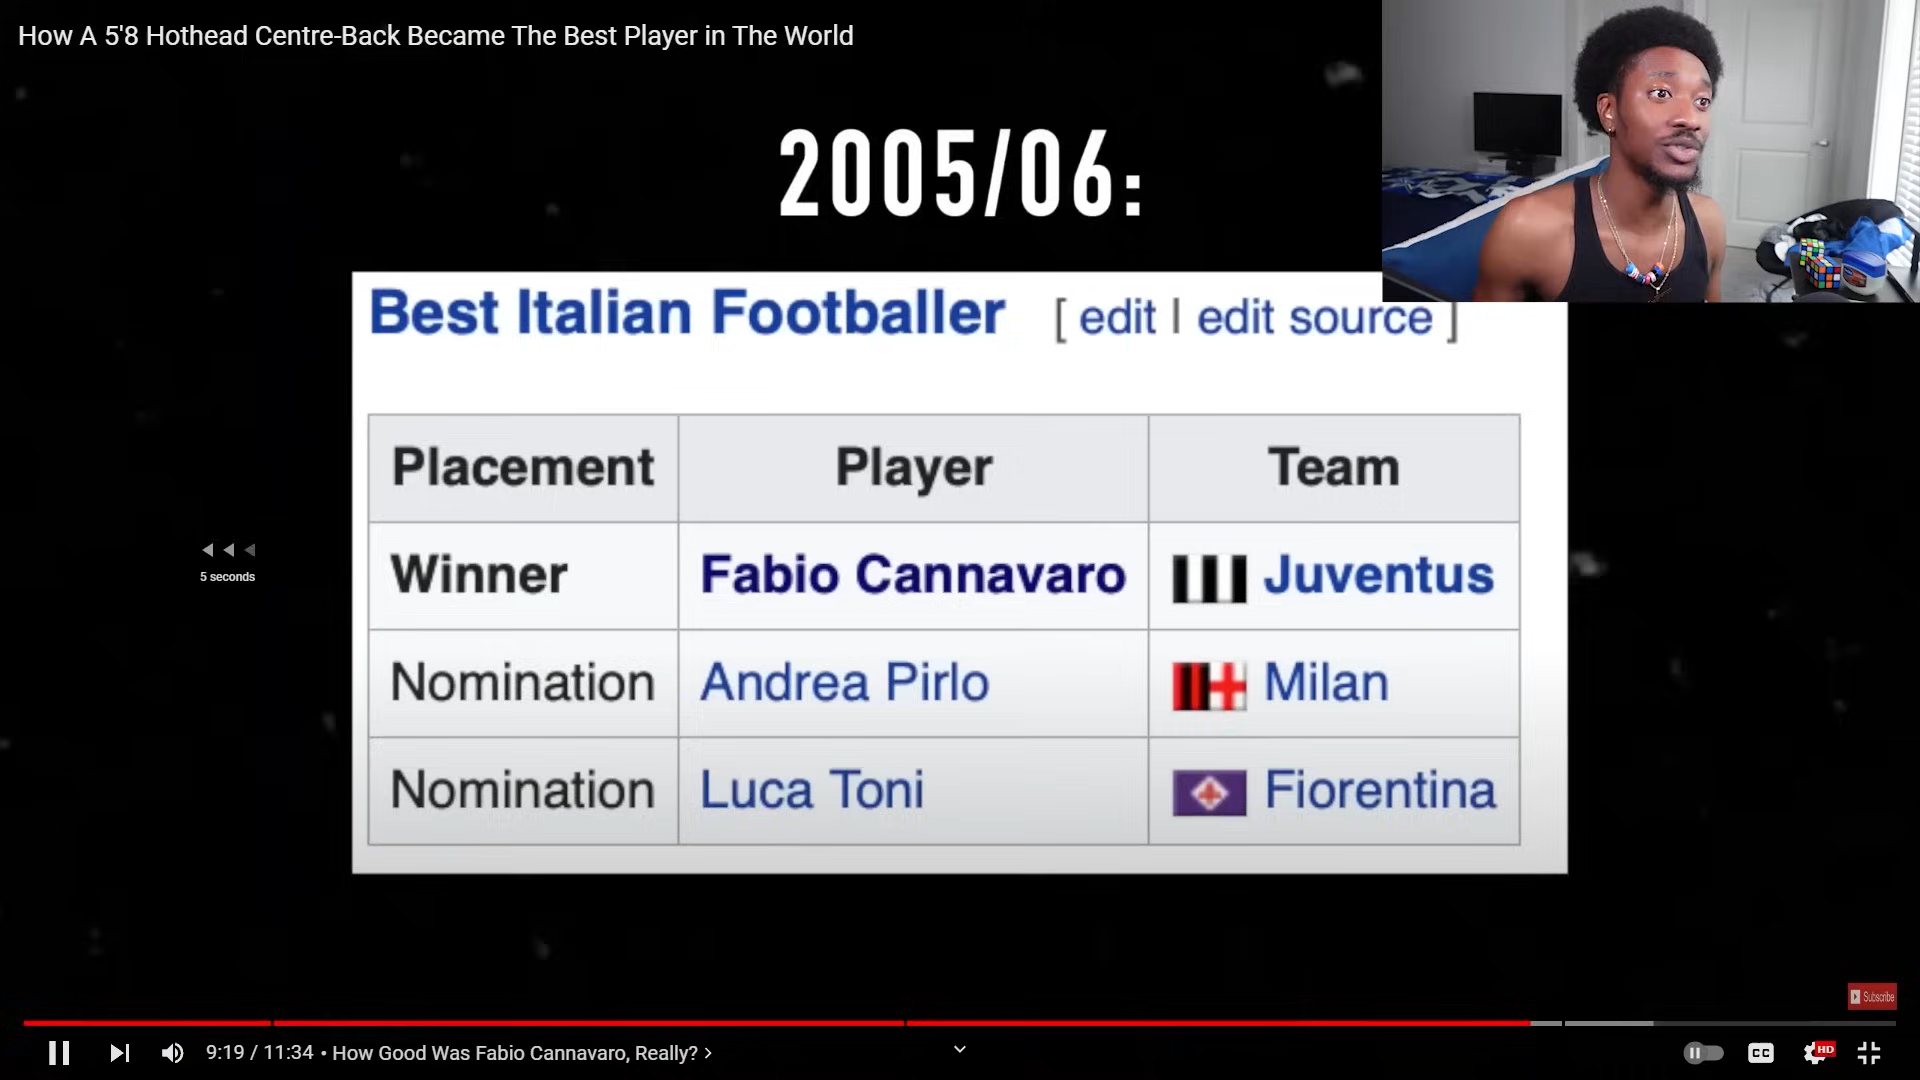 How A 5'8 Hothead Centre-Back Became The Best Player in The World
2005/06:
Best Italian Footballer [ edit | edit source ]
Placement Player Team
Winner Fabio Cannavaro Juventus
Nomination Andrea Pirlo Milan
Nomination Luca Toni Fiorentina
5 seconds
Subscribe
9:19 / 11:34 • How Good Was Fabio Cannavaro, Really? >
CC HD